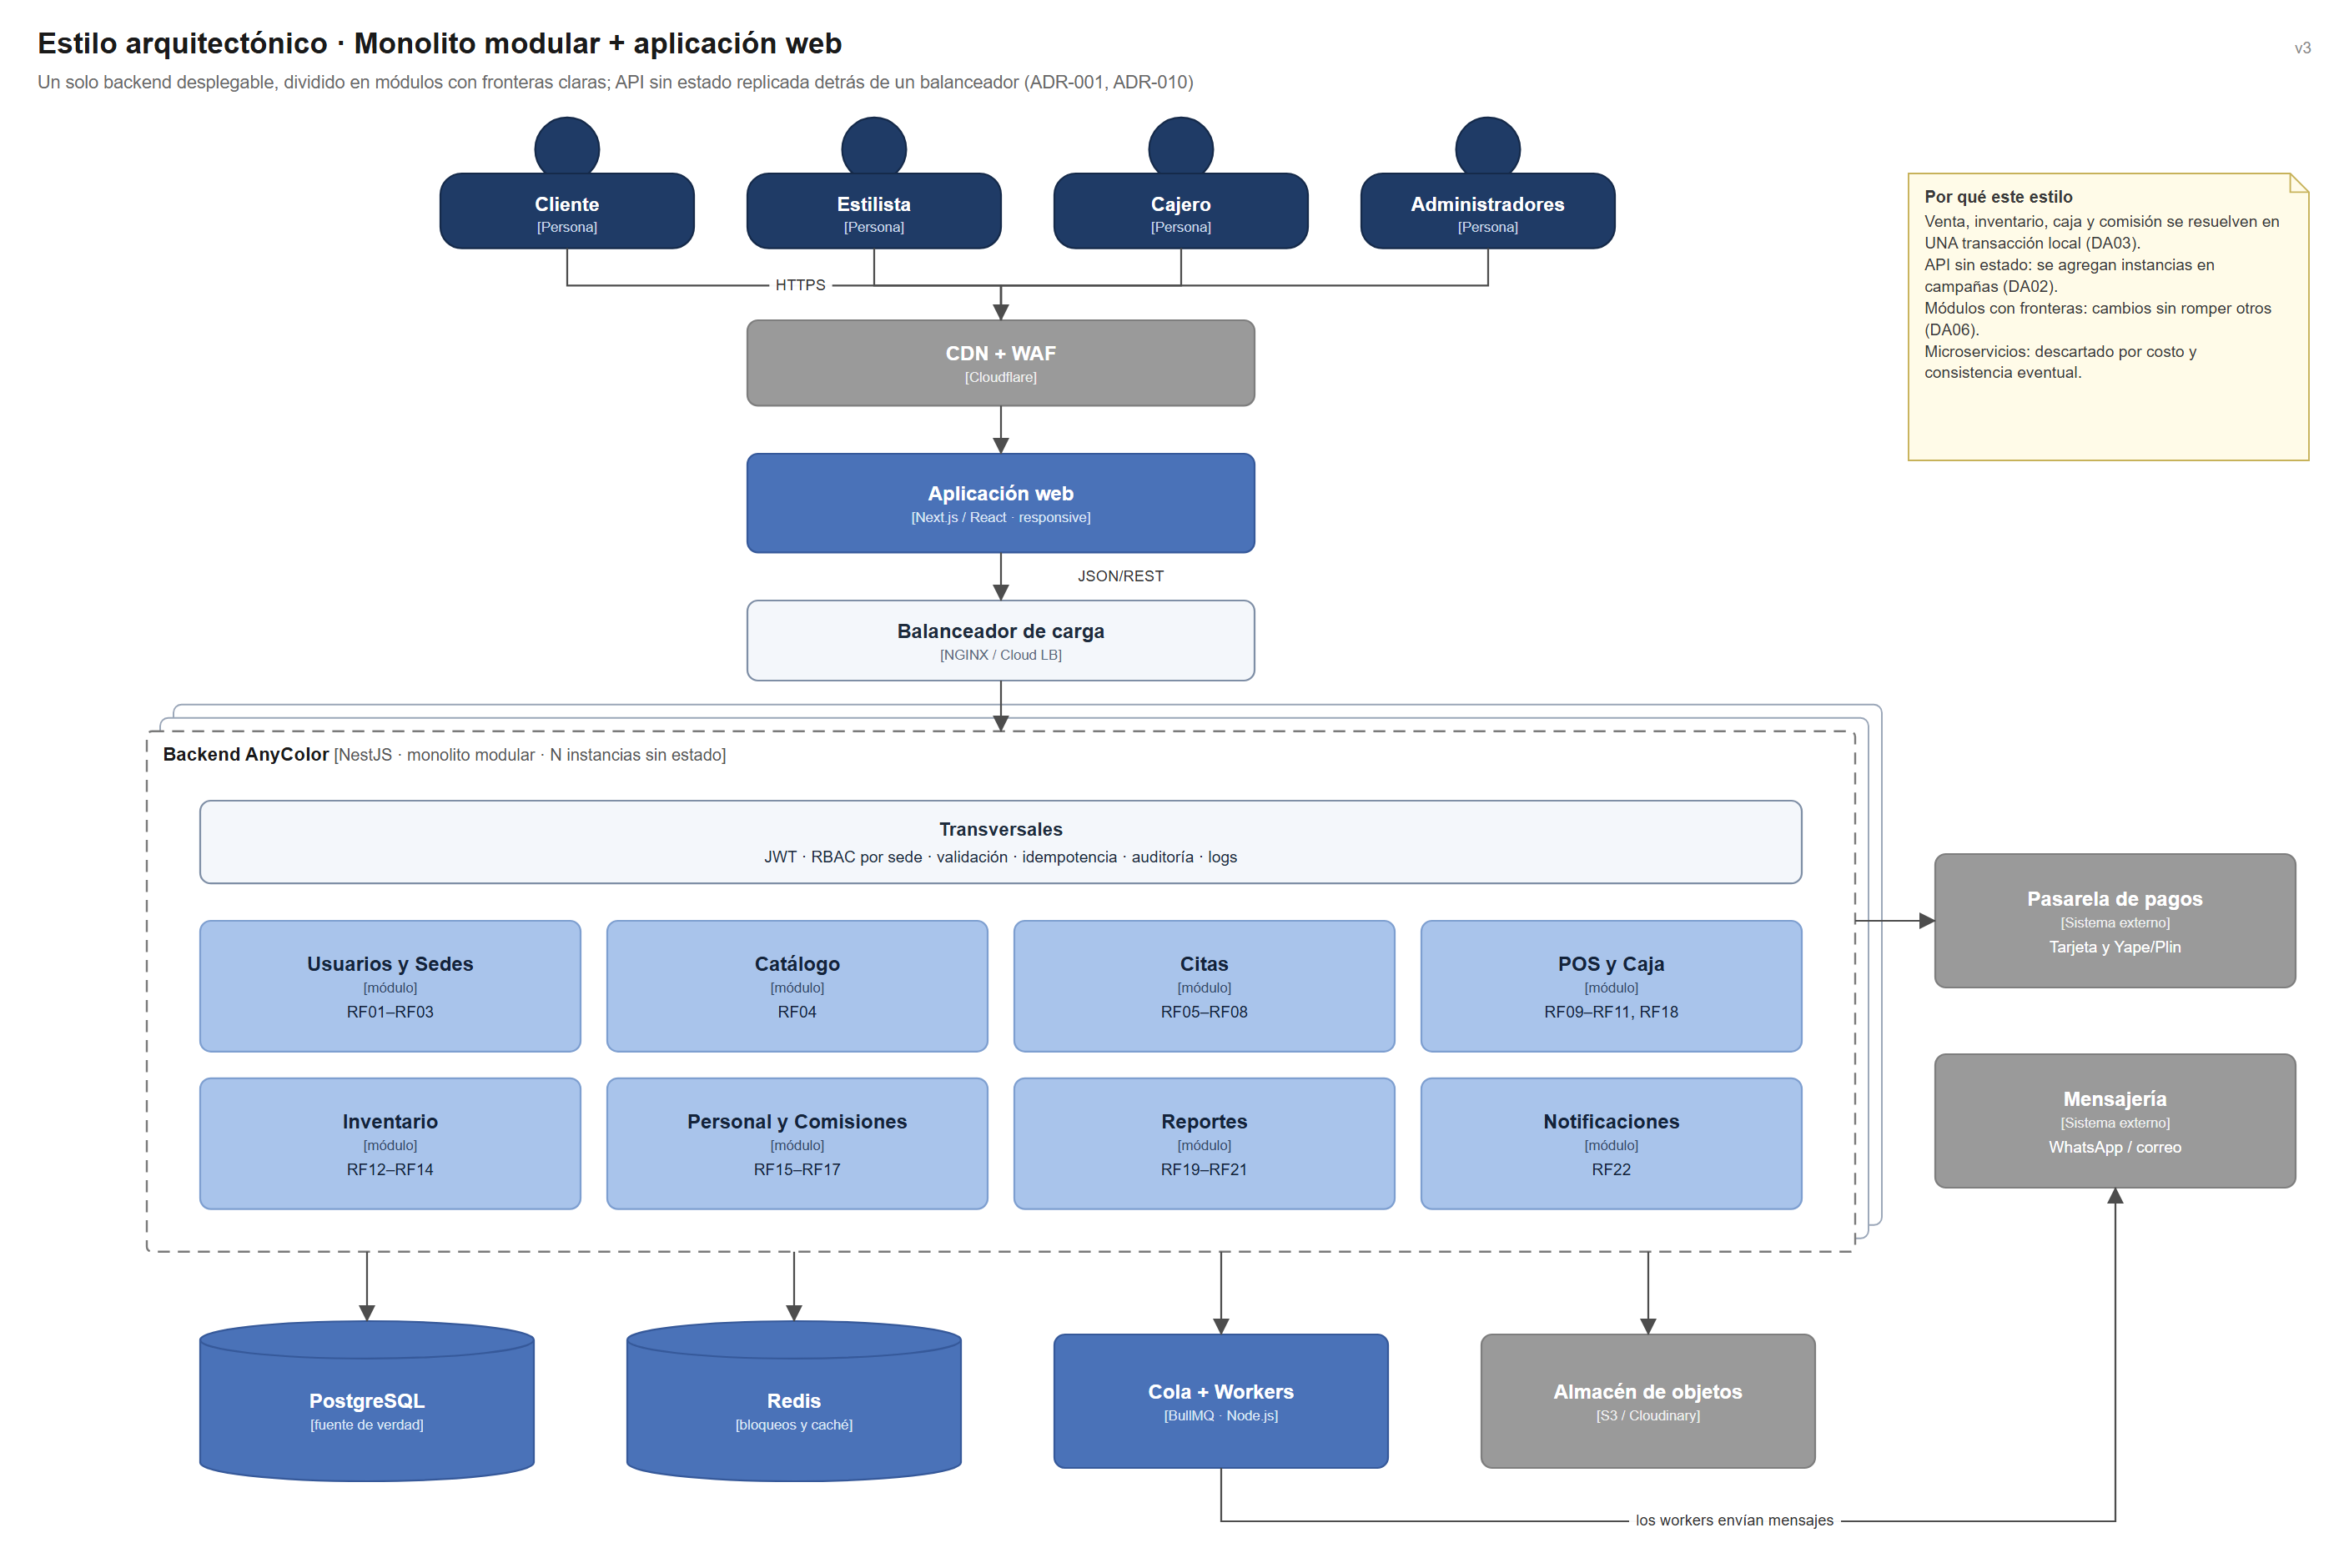 Estilo arquitectónico · Monolito modular + aplicación web
v3
Un solo backend desplegable, dividido en módulos con fronteras claras; API sin estado replicada detrás de un balanceador (ADR-001, ADR-010)
Cliente
[Persona]
Estilista
[Persona]
Cajero
[Persona]
Administradores
[Persona]
Por qué este estilo
Venta, inventario, caja y comisión se resuelven en
UNA transacción local (DA03).
API sin estado: se agregan instancias en
campañas (DA02).
Módulos con fronteras: cambios sin romper otros
(DA06).
Microservicios: descartado por costo y
consistencia eventual.
HTTPS
CDN + WAF
[Cloudflare]
Aplicación web
[Next.js / React · responsive]
JSON/REST
Balanceador de carga
[NGINX / Cloud LB]
Backend AnyColor [NestJS · monolito modular · N instancias sin estado]
Transversales
JWT · RBAC por sede · validación · idempotencia · auditoría · logs
Usuarios y Sedes
[módulo]
RF01–RF03
Catálogo
[módulo]
RF04
Citas
[módulo]
RF05–RF08
POS y Caja
[módulo]
RF09–RF11, RF18
Pasarela de pagos
[Sistema externo]
Tarjeta y Yape/Plin
Inventario
[módulo]
RF12–RF14
Personal y Comisiones
[módulo]
RF15–RF17
Reportes
[módulo]
RF19–RF21
Notificaciones
[módulo]
RF22
Mensajería
[Sistema externo]
WhatsApp / correo
PostgreSQL
[fuente de verdad]
Redis
[bloqueos y caché]
Cola + Workers
[BullMQ · Node.js]
Almacén de objetos
[S3 / Cloudinary]
los workers envían mensajes